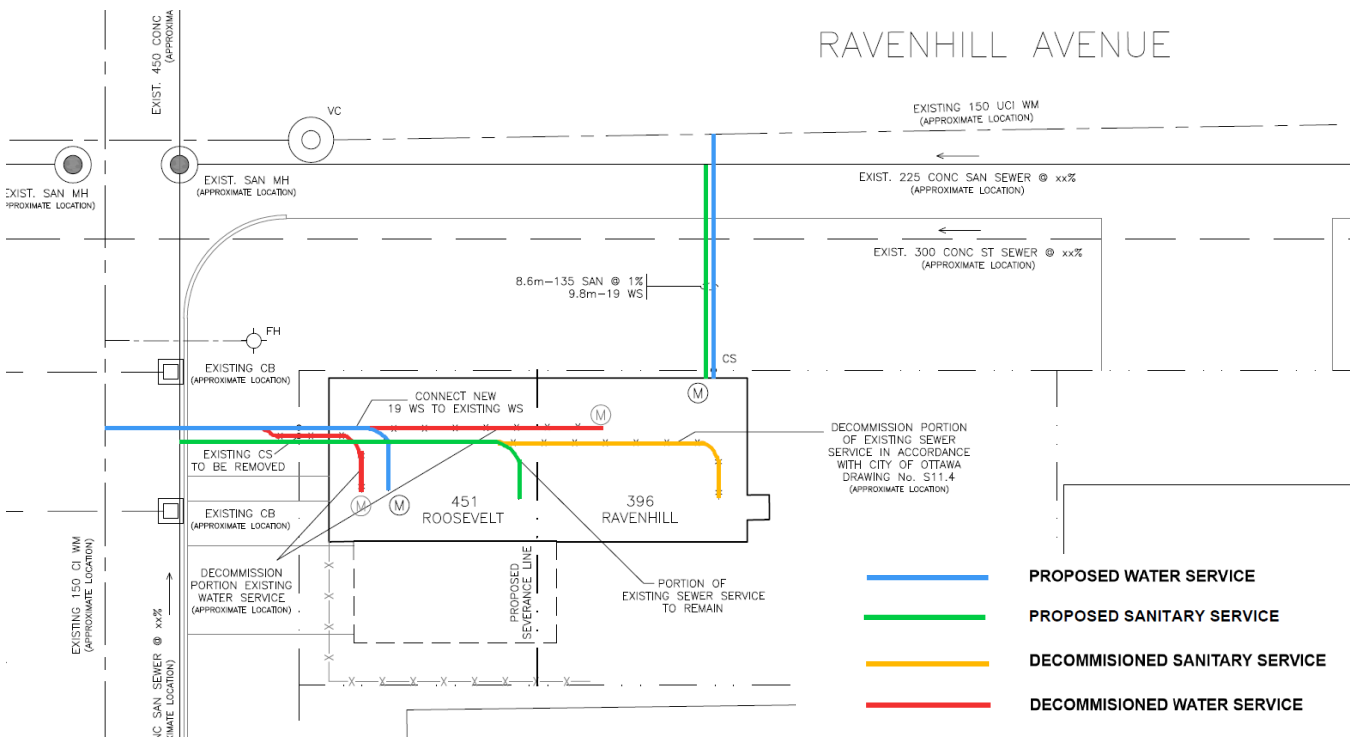 RAVENHILL AVENUE
EXIST. 450 CONC
(APPROXIMA
VC
EXISTING 150 UCI WM
(APPROXIMATE LOCATION)
EXIST. SAN MH
(APPROXIMATE LOCATION)
EXIST. SAN MH
(APPROXIMATE LOCATION)
EXIST. 225 CONC SAN SEWER @ xx%
(APPROXIMATE LOCATION)
EXIST. 300 CONC ST SEWER @ xx%
(APPROXIMATE LOCATION)
8.6m-135 SAN @ 1%
9.8m-19 WS
FH
CS
EXISTING CB
(APPROXIMATE LOCATION)
CONNECT NEW
19 WS TO EXISTING WS
M
M
EXISTING CS
TO BE REMOVED
DECOMMISSION PORTION
OF EXISTING SEWER
SERVICE IN ACCORDANCE
WITH CITY OF OTTAWA
DRAWING No. S11.4
(APPROXIMATE LOCATION)
M
M
451
ROOSEVELT
396
RAVENHILL
EXISTING CB
(APPROXIMATE LOCATION)
EXISTING 150 CI WM
(APPROXIMATE LOCATION)
DECOMMISSION
PORTION EXISTING
WATER SERVICE
(APPROXIMATE LOCATION)
PROPOSED
SEVERANCE LINE
PORTION OF
EXISTING SEWER SERVICE
TO REMAIN
NC SAN SEWER @ xx%
XIMATE LOCATION)
PROPOSED WATER SERVICE
PROPOSED SANITARY SERVICE
DECOMMISIONED SANITARY SERVICE
DECOMMISIONED WATER SERVICE